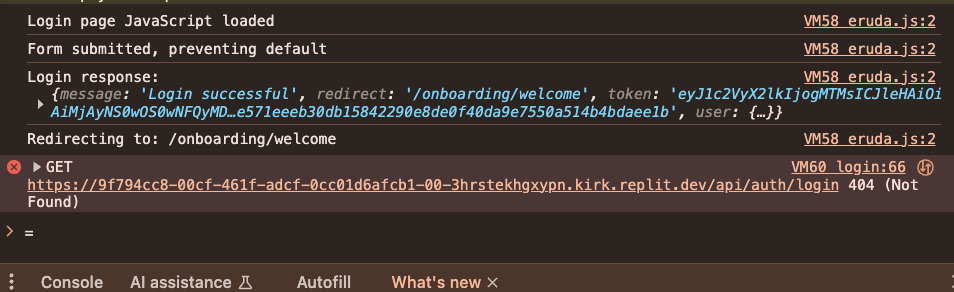 Login page JavaScript loaded VM58 eruda.js:2
Form submitted, preventing default VM58 eruda.js:2
Login response: VM58 eruda.js:2
{message: 'Login successful', redirect: '/onboarding/welcome', token: 'eyJ1c2VyX2lkIjogMTMsICJleHAiOi
AiMjAyNS0wOS0wNFQyMD…e571eeeb30db15842290e8de0f40da9e7550a514b4bdaee1b', user: {…}}
Redirecting to: /onboarding/welcome VM58 eruda.js:2
GET VM60 login:66
https://9f794cc8-00cf-461f-adcf-0cc01d6afcb1-00-3hrstekhgxypn.kirk.replit.dev/api/auth/login 404 (Not
Found)
> =
Console AI assistance Autofill What's new ×